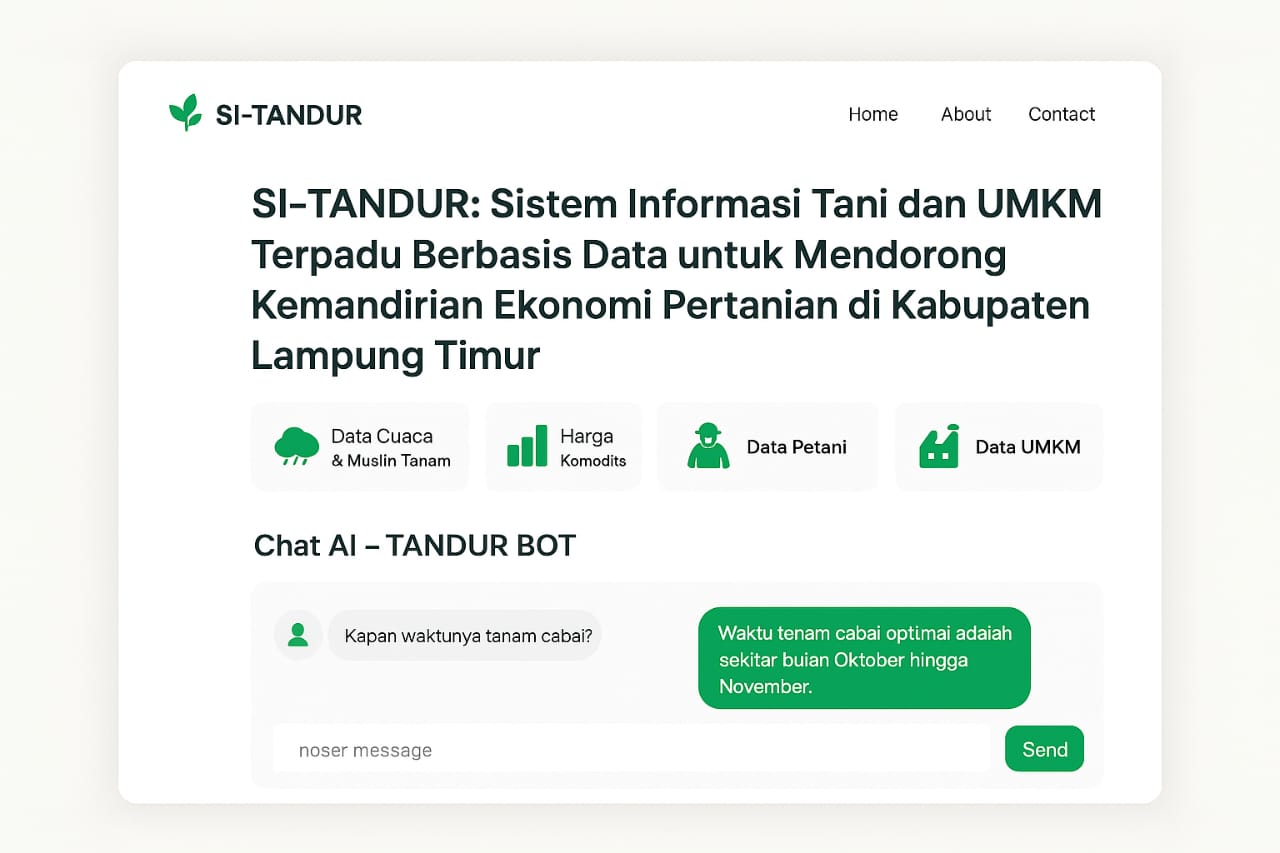 SI-TANDUR
Home
About
Contact
SI-TANDUR: Sistem Informasi Tani dan UMKM
Terpadu Berbasis Data untuk Mendorong
Kemandirian Ekonomi Pertanian di Kabupaten
Lampung Timur
Data Cuaca
& Muslin Tanam
Harga
Komodits
Data Petani
Data UMKM
Chat AI – TANDUR BOT
Kapan waktunya tanam cabai?
Waktu tenam cabai optimai adaiah
sekitar buian Oktober hingga
November.
noser message
Send